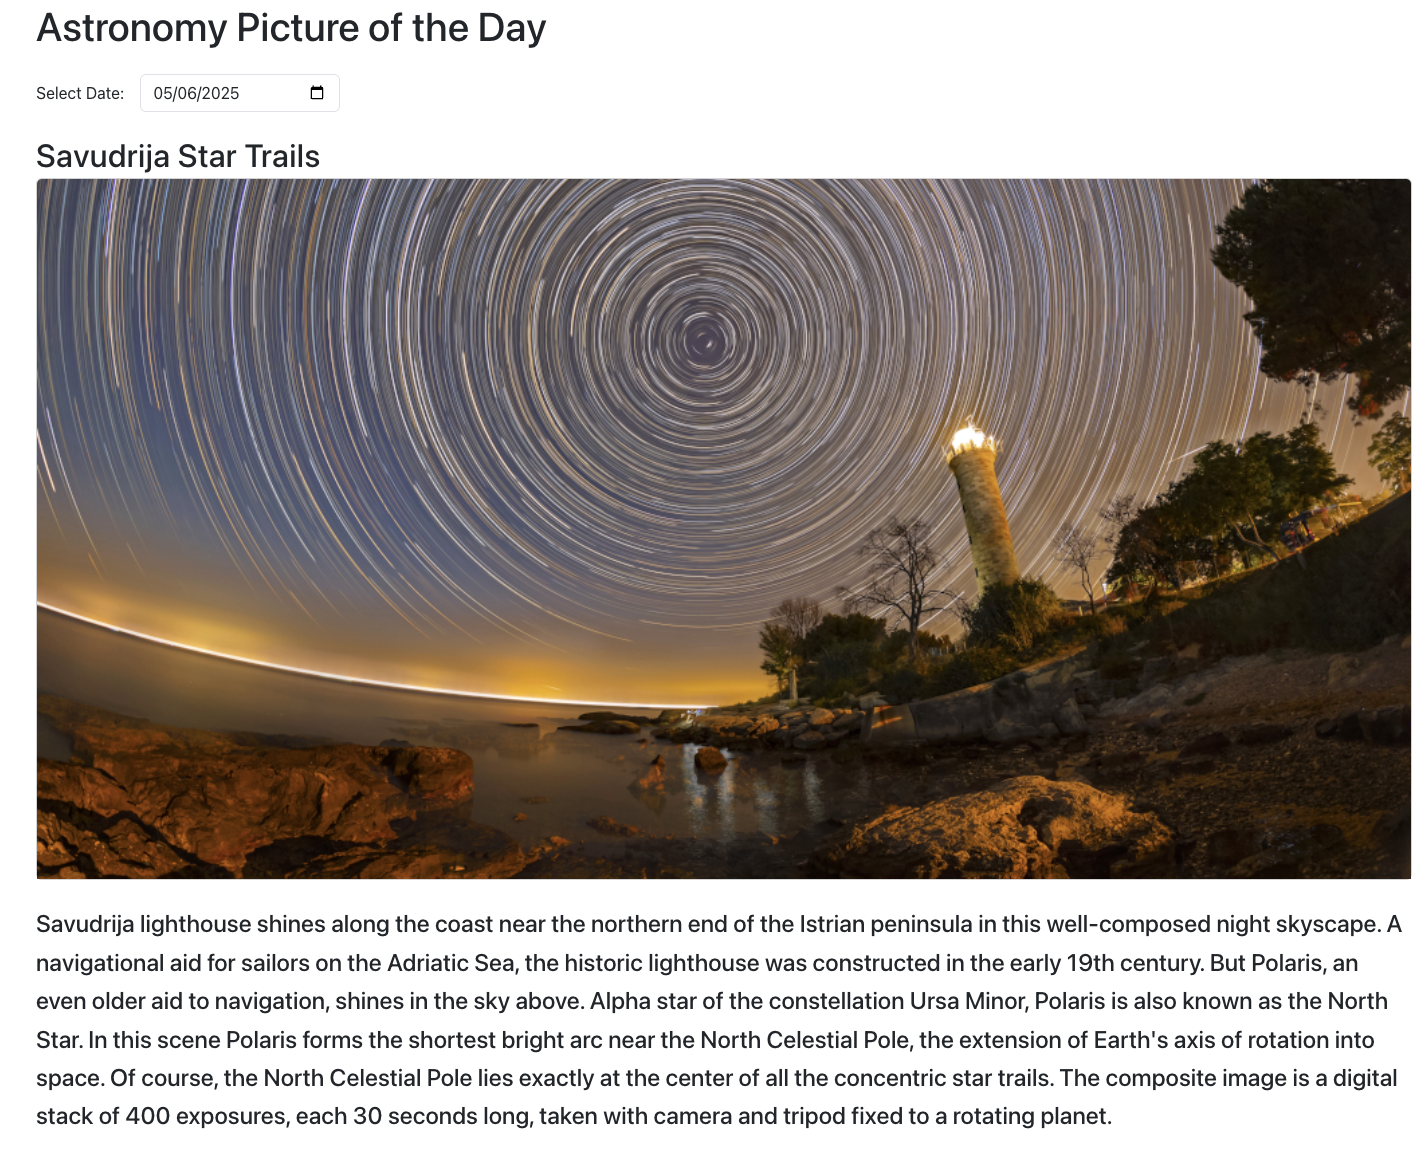 Astronomy Picture of the Day
Select Date: 05/06/2025
Savudrija Star Trails
Savudrija lighthouse shines along the coast near the northern end of the Istrian peninsula in this well-composed night skyscape. A
navigational aid for sailors on the Adriatic Sea, the historic lighthouse was constructed in the early 19th century. But Polaris, an
even older aid to navigation, shines in the sky above. Alpha star of the constellation Ursa Minor, Polaris is also known as the North
Star. In this scene Polaris forms the shortest bright arc near the North Celestial Pole, the extension of Earth's axis of rotation into
space. Of course, the North Celestial Pole lies exactly at the center of all the concentric star trails. The composite image is a digital
stack of 400 exposures, each 30 seconds long, taken with camera and tripod fixed to a rotating planet.